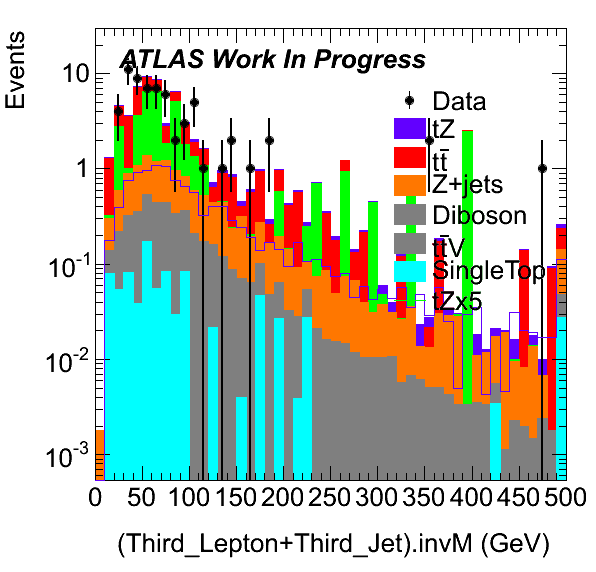 ATLAS Work In Progress
Events
Data
tZ
tt̄
Z+jets
Diboson
tt̄V
SingleTop
tZx5
10
1
10⁻¹
10⁻²
10⁻³
0 50 100 150 200 250 300 350 400 450 500
(Third_Lepton+Third_Jet).invM (GeV)